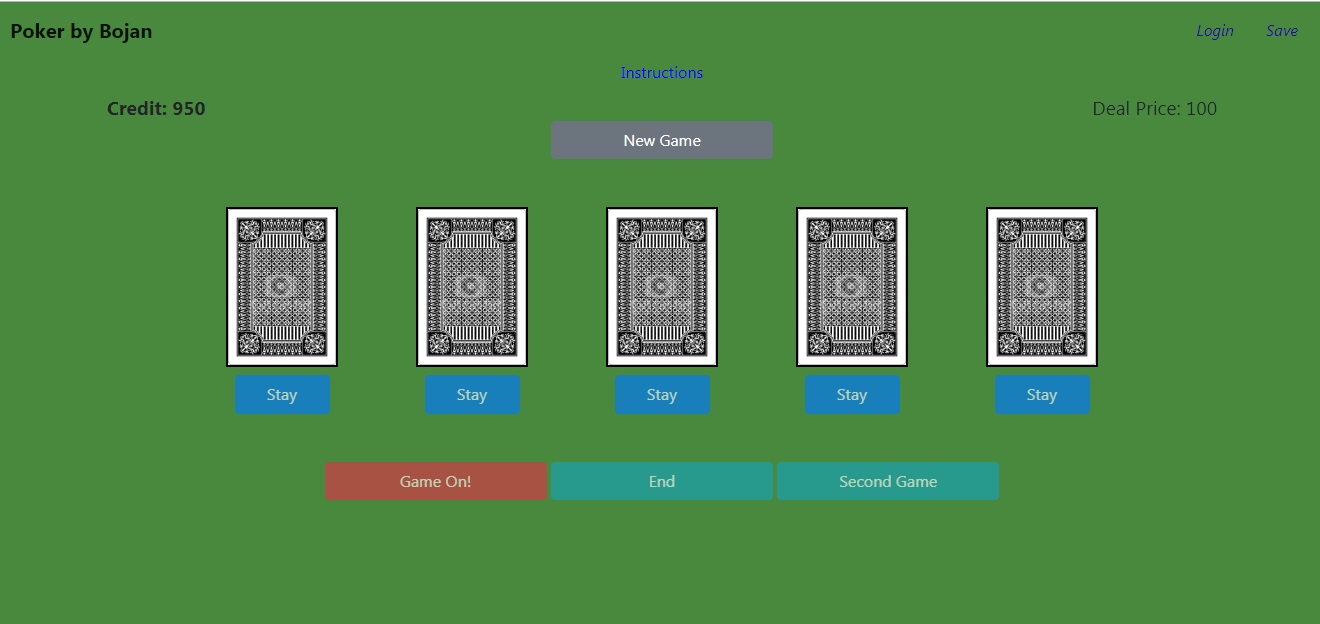 Poker by Bojan
Login Save
Instructions
Credit: 950
Deal Price: 100
New Game
Stay Stay Stay Stay Stay
Game On! End Second Game